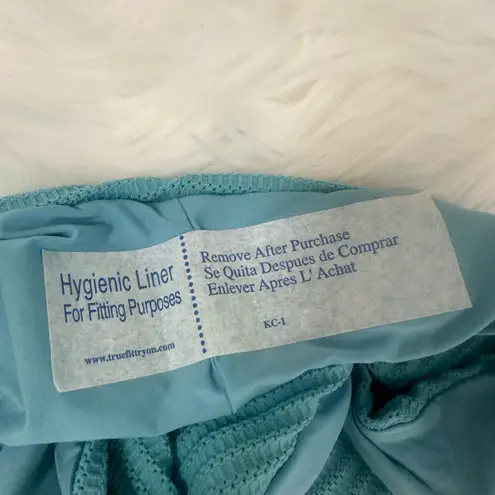 Hygienic Liner
For Fitting Purposes
www.truefittryon.com
Remove After Purchase
Se Quita Despues de Comprar
Enlever Apres L' Achat
KC-1